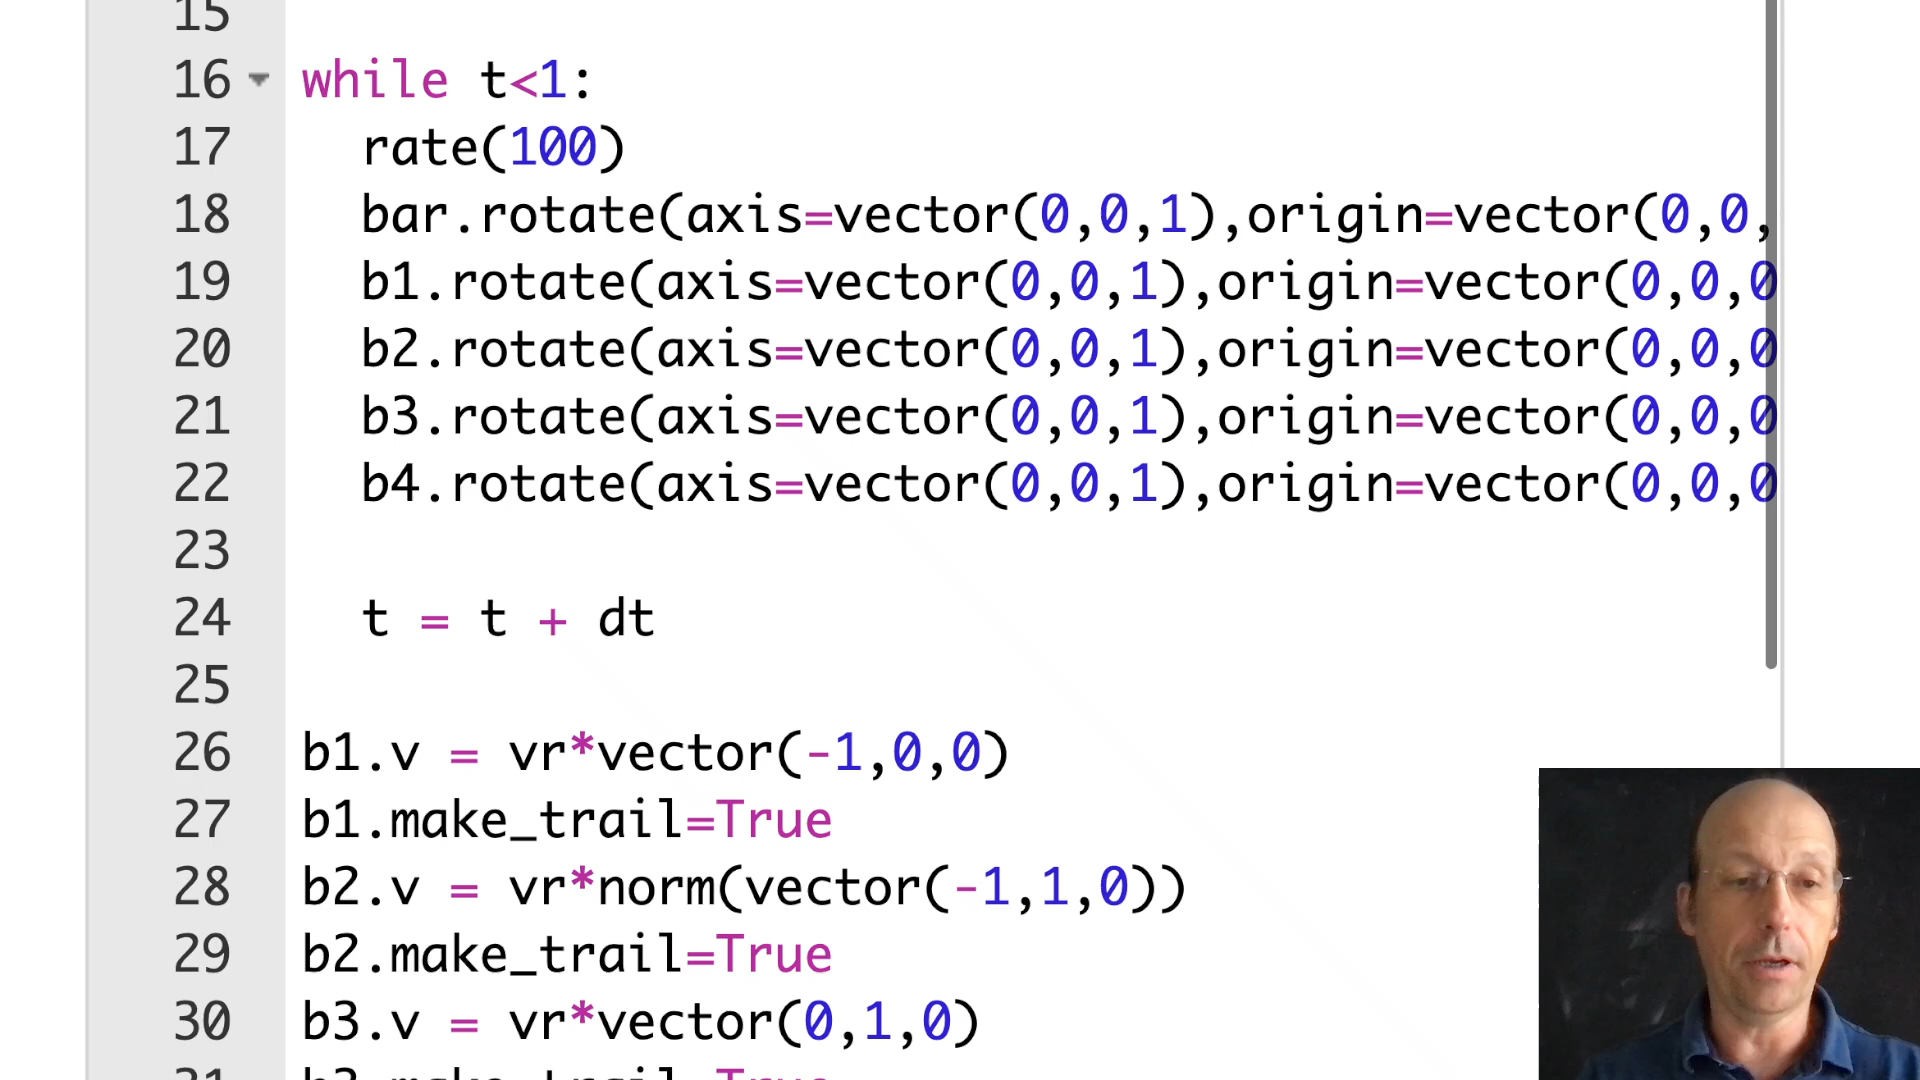 15
16 while t<1:
17 rate(100)
18 bar.rotate(axis=vector(0,0,1),origin=vector(0,0,
19 b1.rotate(axis=vector(0,0,1),origin=vector(0,0,0
20 b2.rotate(axis=vector(0,0,1),origin=vector(0,0,0
21 b3.rotate(axis=vector(0,0,1),origin=vector(0,0,0
22 b4.rotate(axis=vector(0,0,1),origin=vector(0,0,0
23
24 t = t + dt
25
26 b1.v = vr*vector(-1,0,0)
27 b1.make_trail=True
28 b2.v = vr*norm(vector(-1,1,0))
29 b2.make_trail=True
30 b3.v = vr*vector(0,1,0)